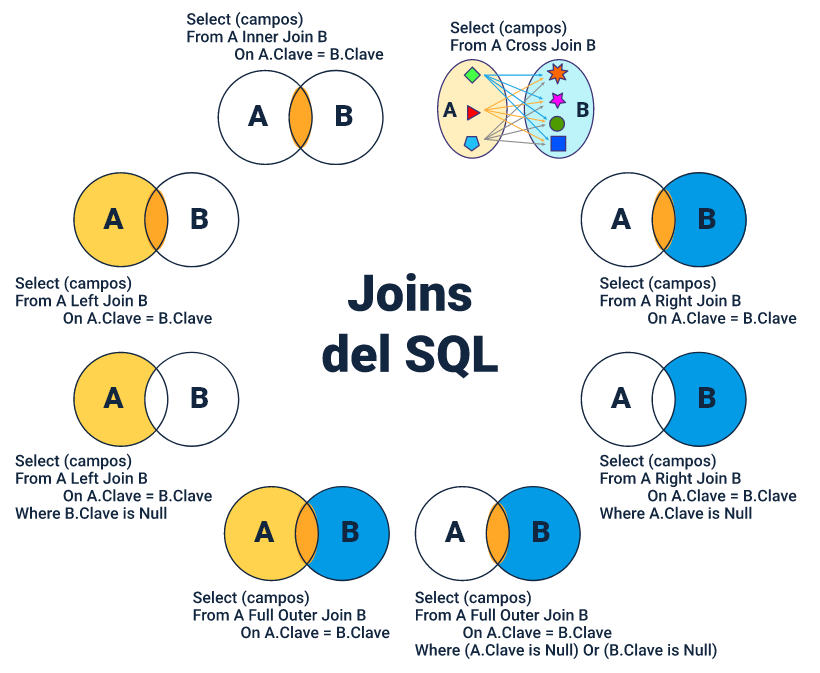 Select (campos)
From A Inner Join B
On A.Clave = B.Clave
A
B
Select (campos)
From A Cross Join B
A
B
A
B
Select (campos)
From A Left Join B
On A.Clave = B.Clave
A
B
Select (campos)
From A Right Join B
On A.Clave = B.Clave
Joins
del SQL
A
B
Select (campos)
From A Left Join B
On A.Clave = B.Clave
Where B.Clave is Null
A
B
Select (campos)
From A Right Join B
On A.Clave = B.Clave
Where A.Clave is Null
A
B
Select (campos)
From A Full Outer Join B
On A.Clave = B.Clave
A
B
Select (campos)
From A Full Outer Join B
On A.Clave = B.Clave
Where (A.Clave is Null) Or (B.Clave is Null)